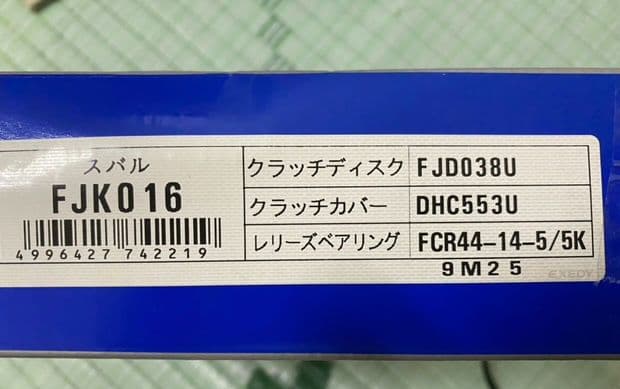 スバル
FJK016
4996427 742219
クラッチディスク FJD038U
クラッチカバー DHC553U
レリーズベアリング FCR44-14-5/5K
9M25
EXEDY